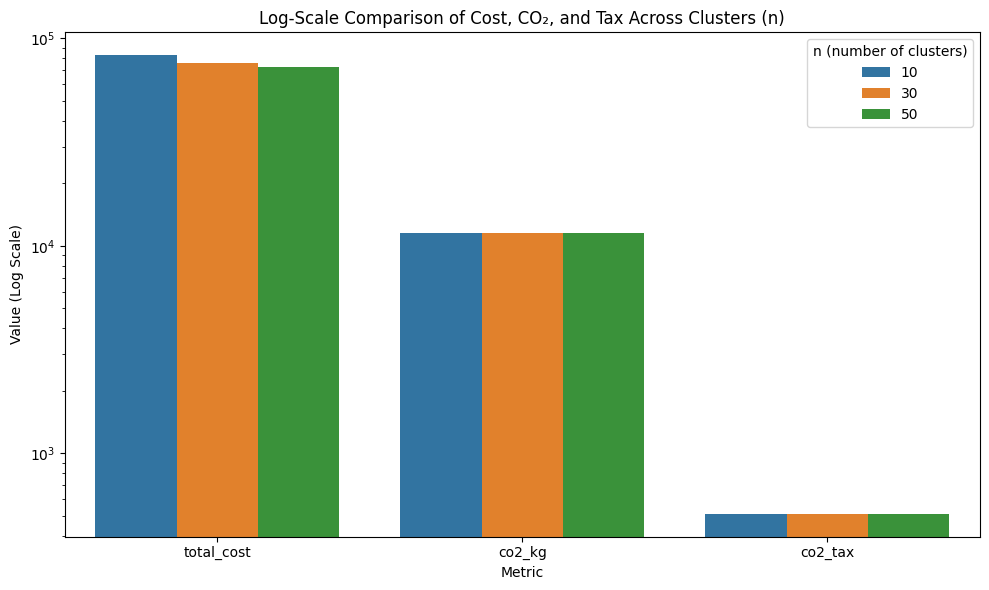 Log-Scale Comparison of Cost, CO₂, and Tax Across Clusters (n)
10⁵
10⁴
10³
Value (Log Scale)
n (number of clusters)
10
30
50
total_cost
co2_kg
co2_tax
Metric